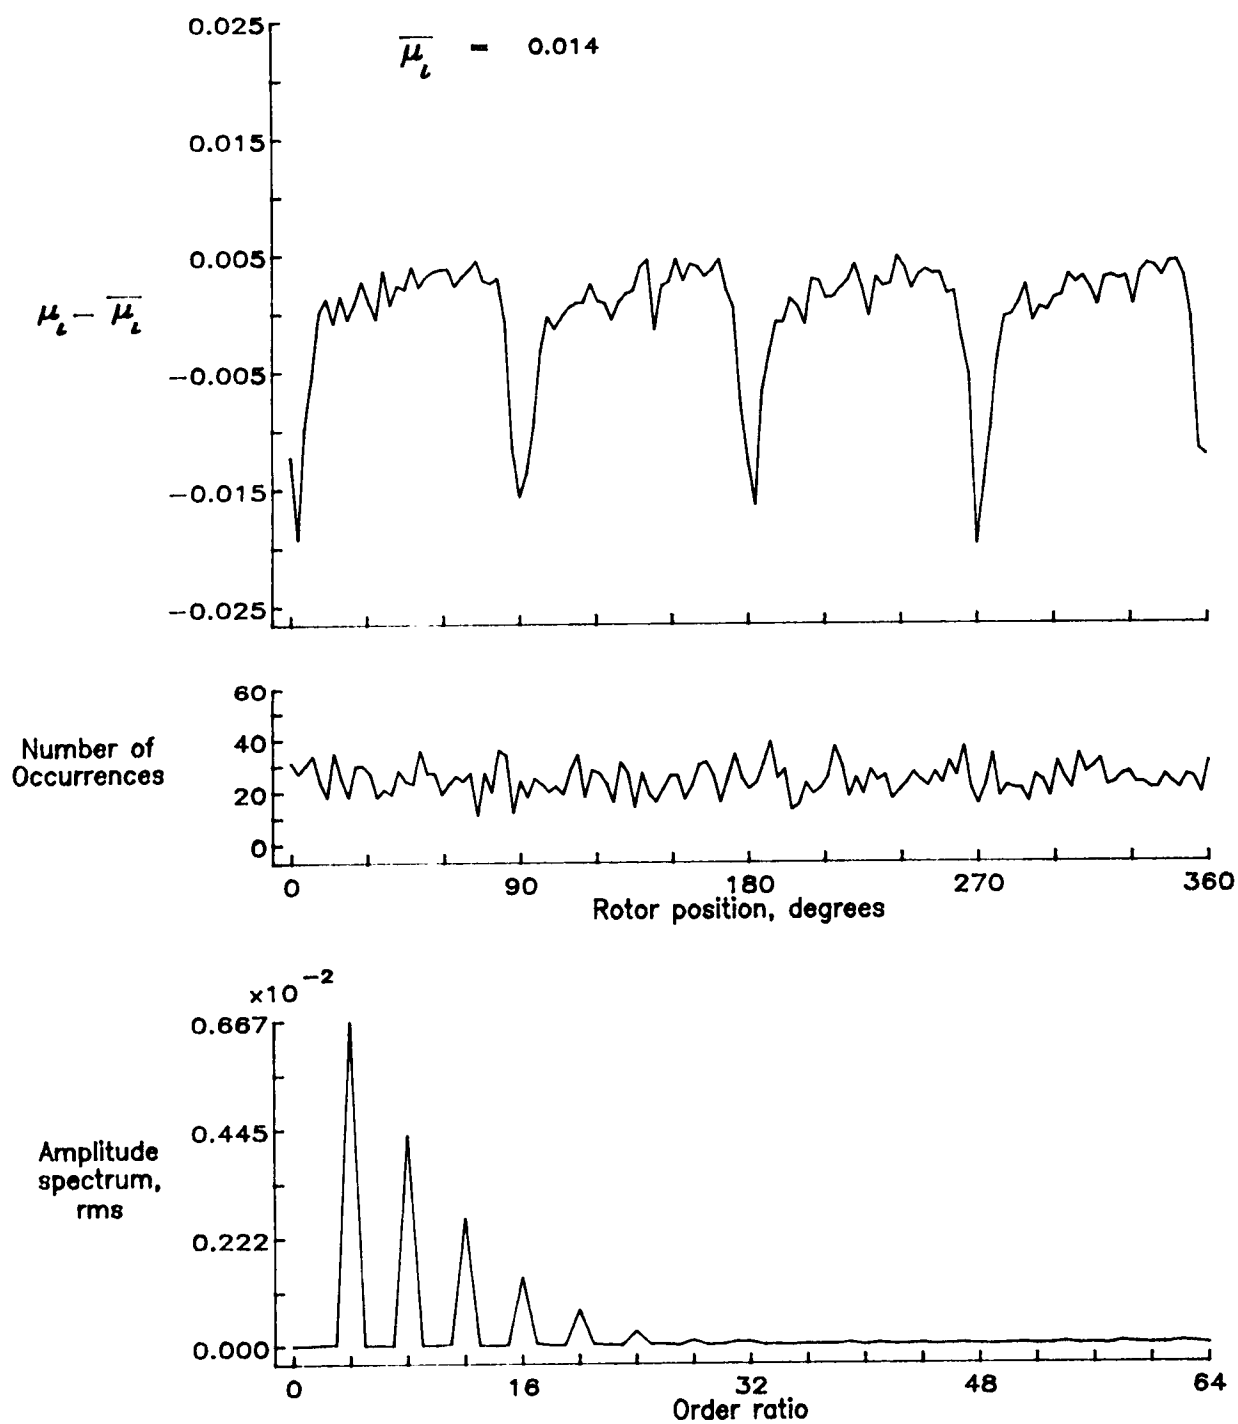 0.025
μ̅ι = 0.014
0.015
0.005
μι − μ̅ι
−0.005
−0.015
−0.025
60
Number of
Occurrences
40
20
0
0 90 180 270 360
Rotor position, degrees
×10⁻²
0.667
0.445
Amplitude
spectrum,
rms
0.222
0.000
0 16 32 48 64
Order ratio